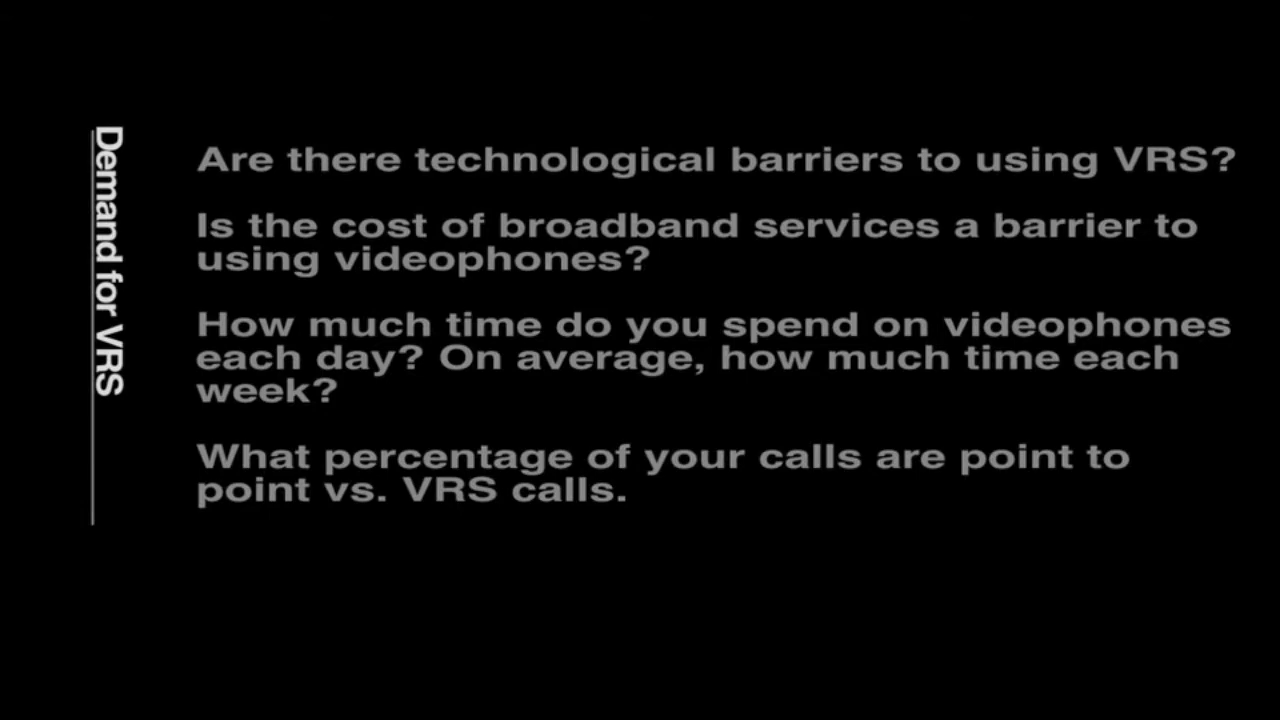 Demand for VRS
Are there technological barriers to using VRS?
Is the cost of broadband services a barrier to
using videophones?
How much time do you spend on videophones
each day? On average, how much time each
week?
What percentage of your calls are point to
point vs. VRS calls.